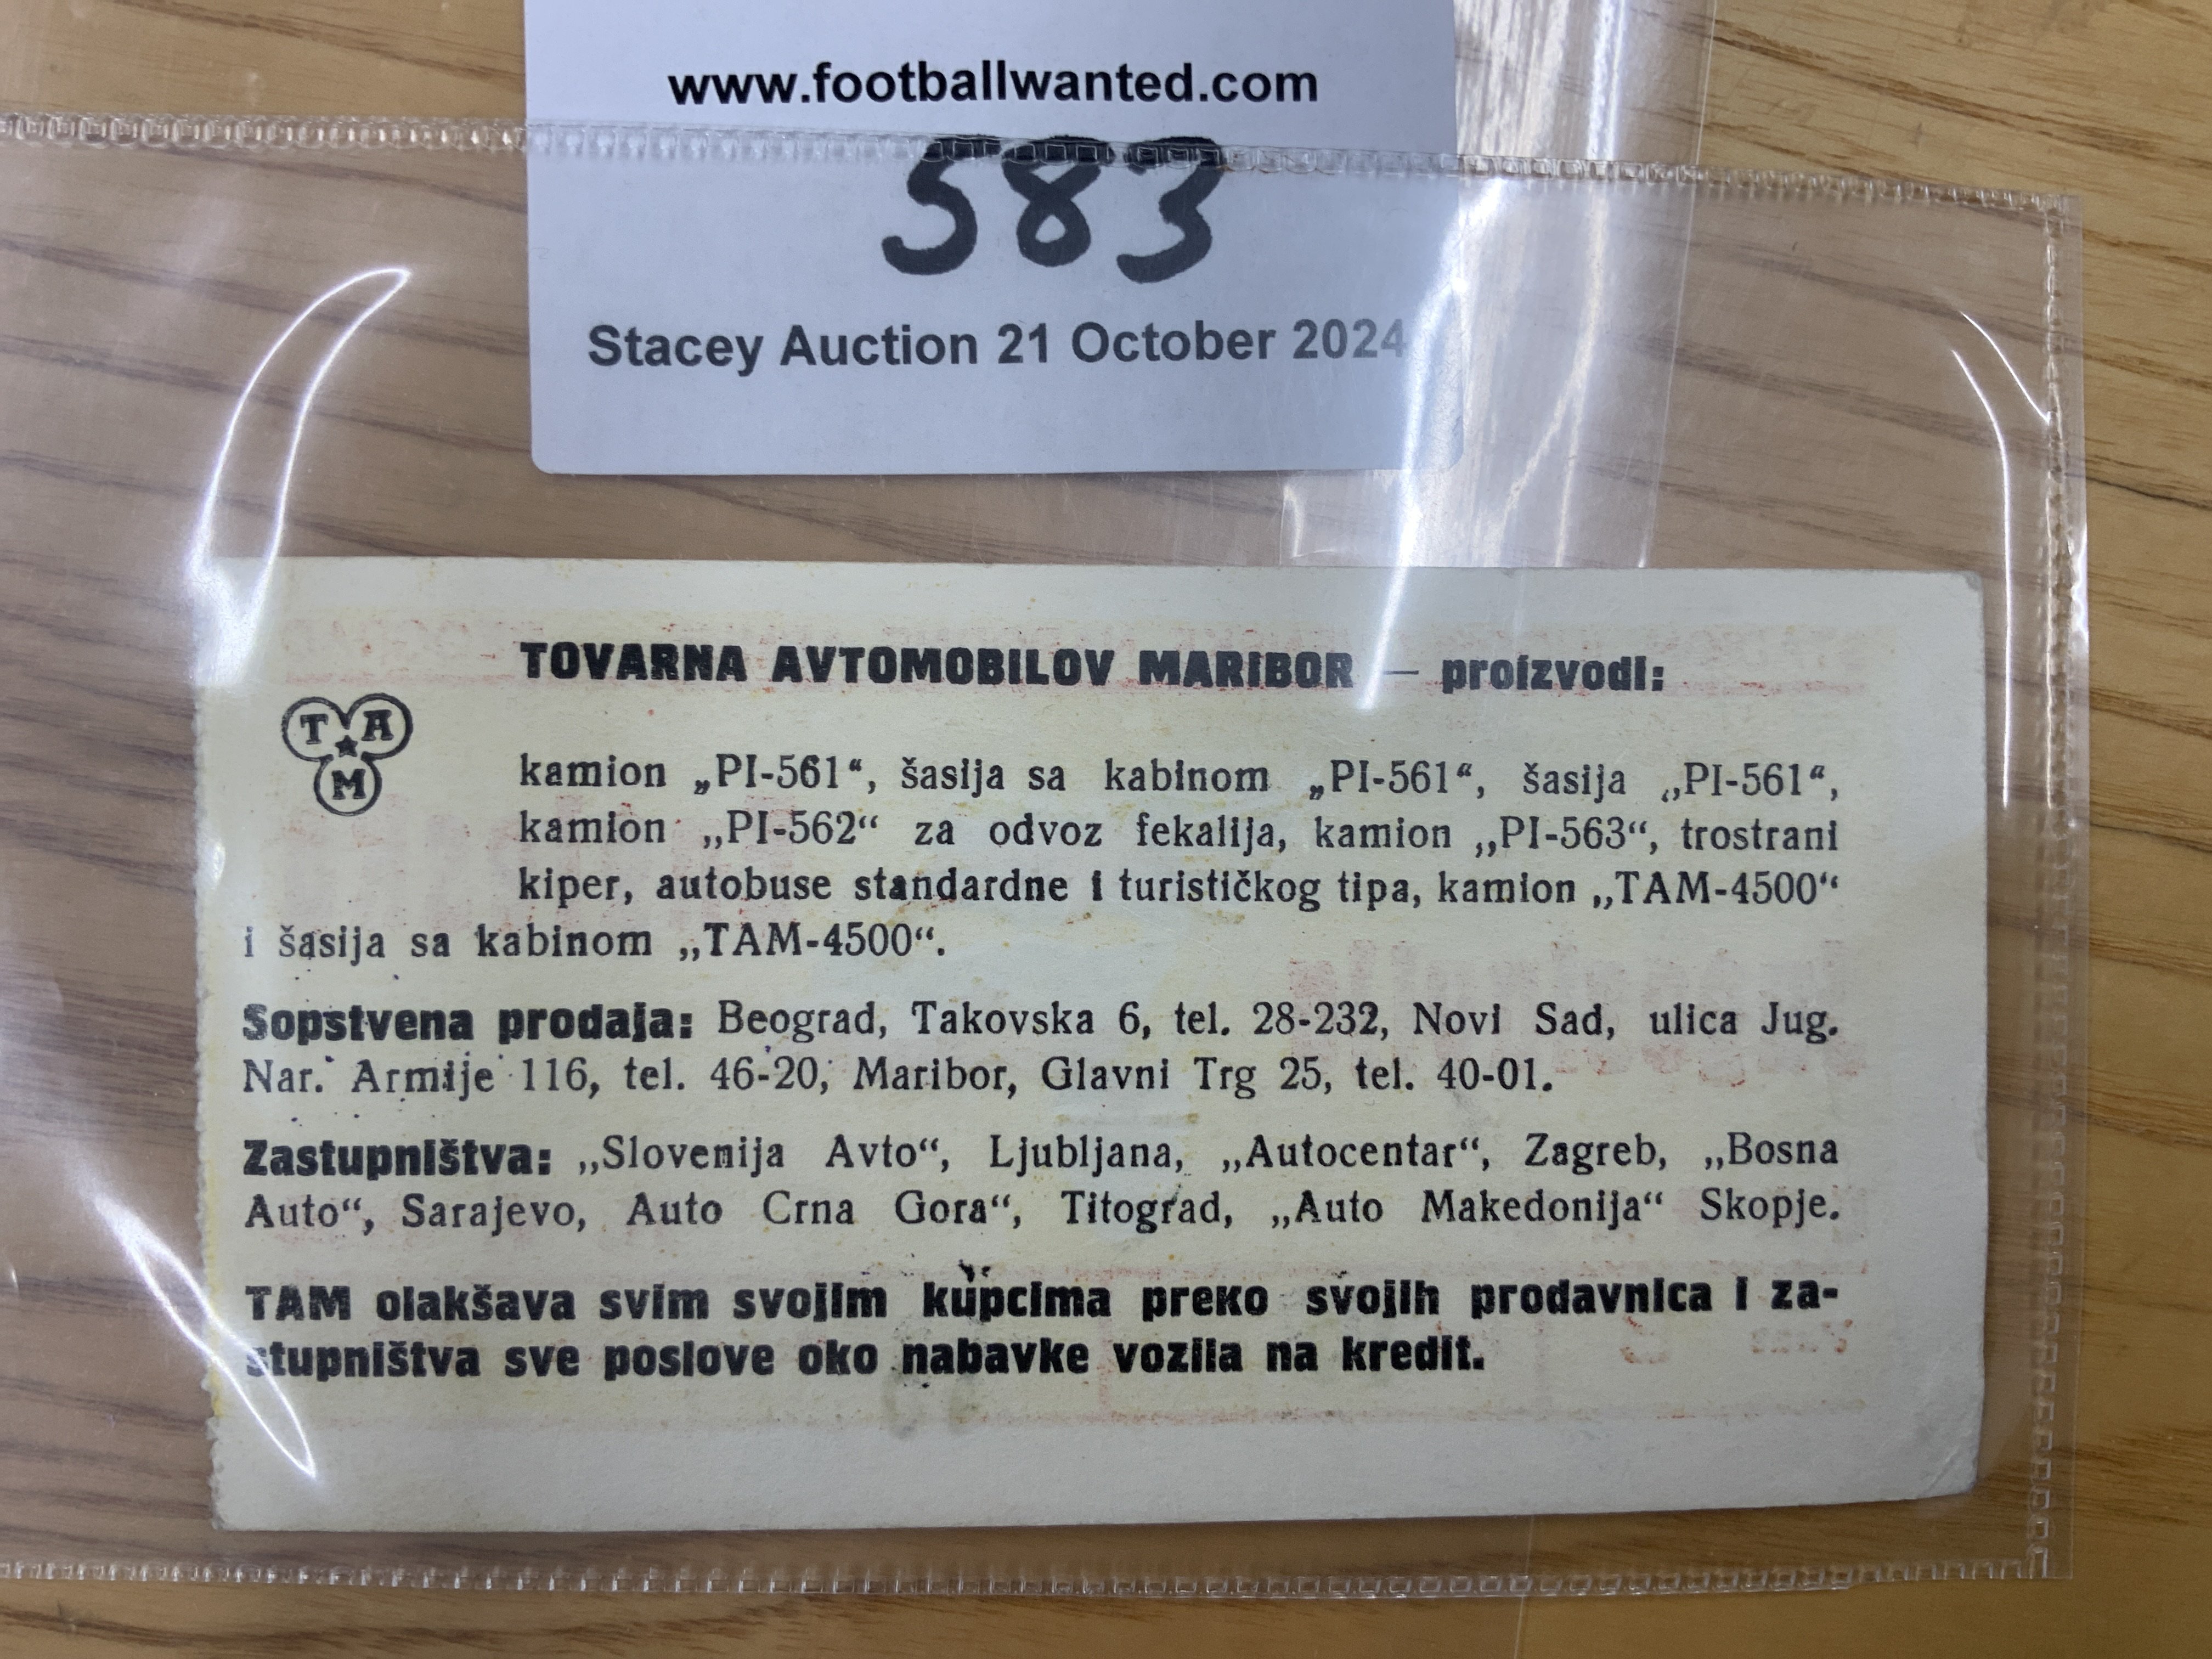 www.footballwanted.com
583
Stacey Auction 21 October 2024
TOVARNA AVTOMOBILOV MARIBOR — proizvodi:
T A
M
kamion „PI-561“, šasija sa kabinom „PI-561“, šasija „PI-561“,
kamion „PI-562“ za odvoz fekalija, kamion „PI-563“, trostrani
kiper, autobuse standardne i turističkog tipa, kamion „TAM-4500“
i šasija sa kabinom „TAM-4500“.
Sopstvena prodaja: Beograd, Takovska 6, tel. 28-232, Novi Sad, ulica Jug.
Nar. Armije 116, tel. 46-20, Maribor, Glavni Trg 25, tel. 40-01.
Zastupništva: „Slovenija Avto“, Ljubljana, „Autocentar“, Zagreb, „Bosna
Auto“, Sarajevo, Auto Crna Gora“, Titograd, „Auto Makedonija“ Skopje.
TAM olakšava svim svojim kupcima preko svojih prodavnica i za-
stupništva sve poslove oko nabavke vozila na kredit.